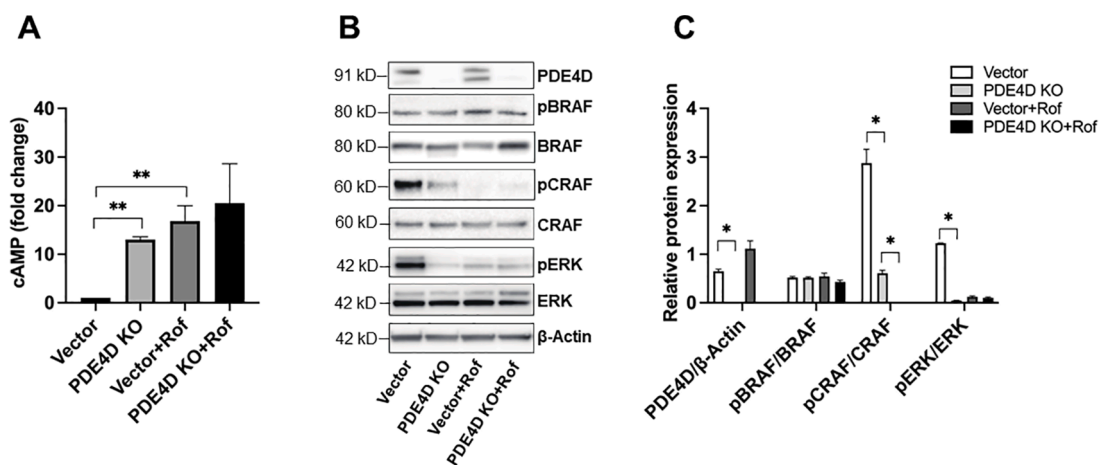 A
cAMP (fold change)
40
30
20
10
0
**
**
Vector
PDE4D KO
Vector+Rof
PDE4D KO+Rof
B
91 kD
PDE4D
80 kD
pBRAF
80 kD
BRAF
60 kD
pCRAF
60 kD
CRAF
42 kD
pERK
42 kD
ERK
42 kD
β-Actin
Vector
PDE4D KO
Vector+Rof
PDE4D KO+Rof
C
Vector
PDE4D KO
Vector+Rof
PDE4D KO+Rof
Relative protein expression
4
3
2
1
0
*
*
*
*
PDE4D/β-Actin
pBRAF/BRAF
pCRAF/CRAF
pERK/ERK